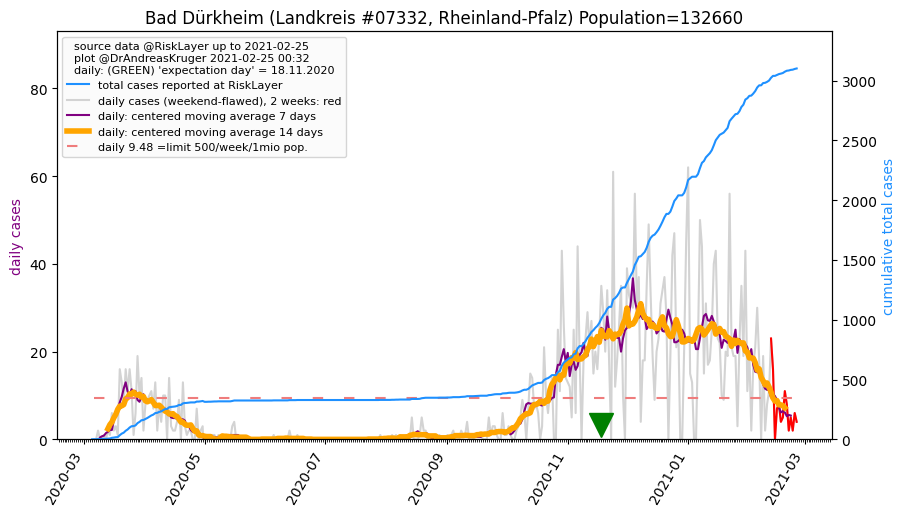 Bad Dürkheim (Landkreis #07332, Rheinland-Pfalz) Population=132660
source data @RiskLayer up to 2021-02-25
plot @DrAndreasKruger 2021-02-25 00:32
daily: (GREEN) 'expectation day' = 18.11.2020
total cases reported at RiskLayer
daily cases (weekend-flawed), 2 weeks: red
daily: centered moving average 7 days
daily: centered moving average 14 days
daily 9.48 =limit 500/week/1mio pop.
daily cases
80
60
40
20
0
cumulative total cases
3000
2500
2000
1500
1000
500
0
2020-03
2020-05
2020-07
2020-09
2020-11
2021-01
2021-03